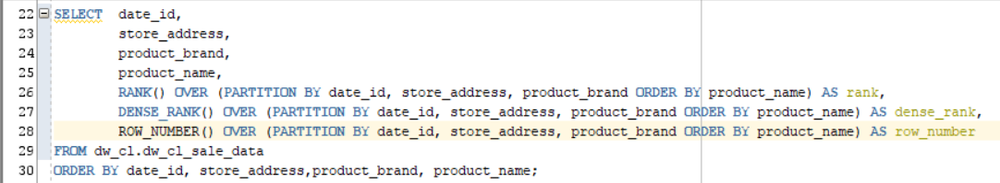 22 SELECT date_id,
23 store_address,
24 product_brand,
25 product_name,
26 RANK() OVER (PARTITION BY date_id, store_address, product_brand ORDER BY product_name) AS rank,
27 DENSE_RANK() OVER (PARTITION BY date_id, store_address, product_brand ORDER BY product_name) AS dense_rank,
28 ROW_NUMBER() OVER (PARTITION BY date_id, store_address, product_brand ORDER BY product_name) AS row_number
29 FROM dw_cl.dw_cl_sale_data
30 ORDER BY date_id, store_address,product_brand, product_name;